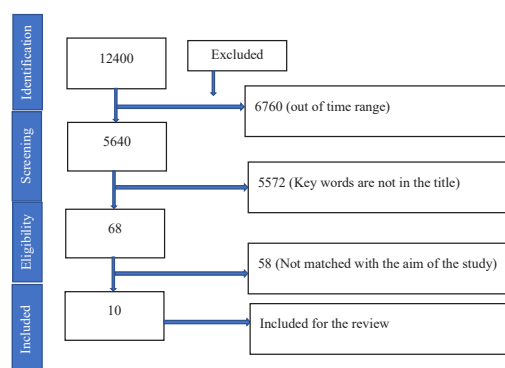 Identification
12400
Excluded
6760 (out of time range)
Screening
5640
5572 (Key words are not in the title)
Eligibility
68
58 (Not matched with the aim of the study)
Included
10
Included for the review